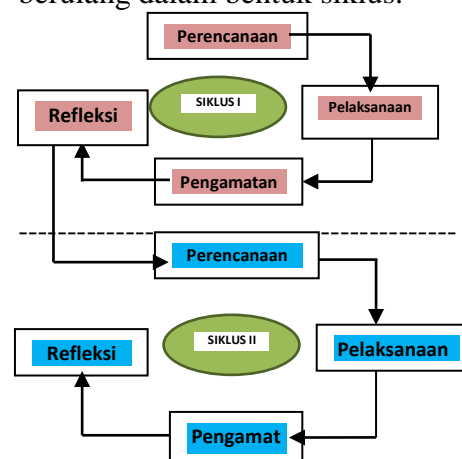 berulang dalam bentuk siklus.
Perencanaan
SIKLUS I
Pelaksanaan
Refleksi
Pengamatan
Perencanaan
SIKLUS II
Pelaksanaan
Refleksi
Pengamat